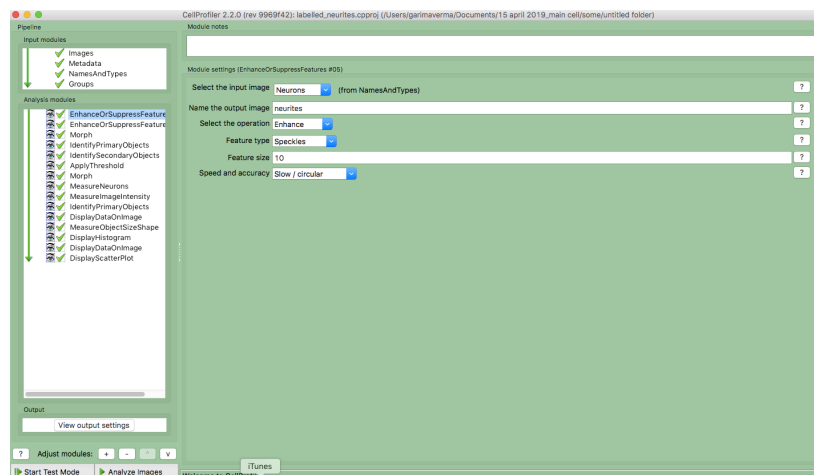 CellProfiler 2.2.0 (rev 9969f42): labelled_neurites.cpproj (/Users/garimaverma/Documents/15 april 2019_main cell/some/untitled folder)
Pipeline
Module notes
Input modules
Images
Metadata
NamesAndTypes
Groups
Module settings (EnhanceOrSuppressFeatures #05)
Select the input image Neurons (from NamesAndTypes) ?
Name the output image neurites ?
Select the operation Enhance ?
Feature type Speckles ?
Feature size 10 ?
Speed and accuracy Slow / circular ?
Analysis modules
EnhanceOrSuppressFeature
EnhanceOrSuppressFeature
Morph
IdentifyPrimaryObjects
IdentifySecondaryObjects
ApplyThreshold
Morph
MeasureNeurons
MeasureImageIntensity
IdentifyPrimaryObjects
DisplayDataOnImage
MeasureObjectSizeShape
DisplayHistogram
DisplayDataOnImage
DisplayScatterPlot
Output
View output settings
? Adjust modules: + - ^ v
Start Test Mode Analyze Images
iTunes
Welcome to CellProfil